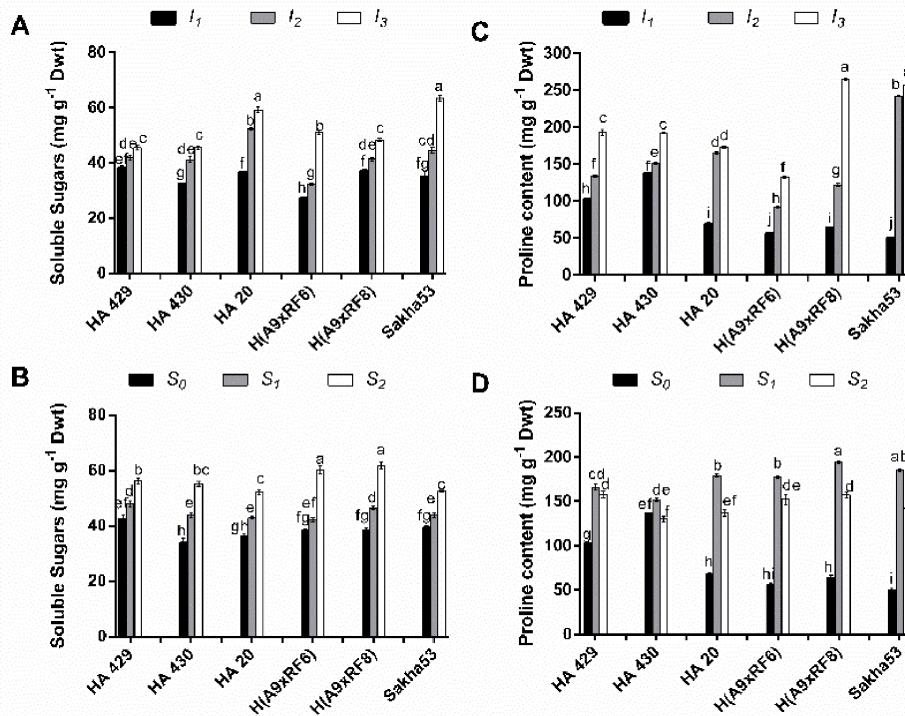 A
I1 I2 I3
Soluble Sugars (mg g-1 Dwt)
80
60
40
20
0
ef de c
g de c
f b a
h g b
f de c
fg cd a
HA 429
HA 430
HA 20
H(A9xRF6)
H(A9xRF8)
Sakha53
C
I1 I2 I3
Proline content (mg g-1 Dwt)
300
250
200
150
100
50
0
h f c
f e c
i d d
j h f
i g a
j b
HA 429
HA 430
HA 20
H(A9xRF6)
H(A9xRF8)
Sakha53
B
S0 S1 S2
Soluble Sugars (mg g-1 Dwt)
80
60
40
20
0
ef d b
h e bc
gh e c
fg ef a
fg d a
fg e c
HA 429
HA 430
HA 20
H(A9xRF6)
H(A9xRF8)
Sakha53
D
S0 S1 S2
Proline content (mg g-1 Dwt)
250
200
150
100
50
0
g cd d
ef de f
h b ef
hi b de
h a d
i ab
HA 429
HA 430
HA 20
H(A9xRF6)
H(A9xRF8)
Sakha53